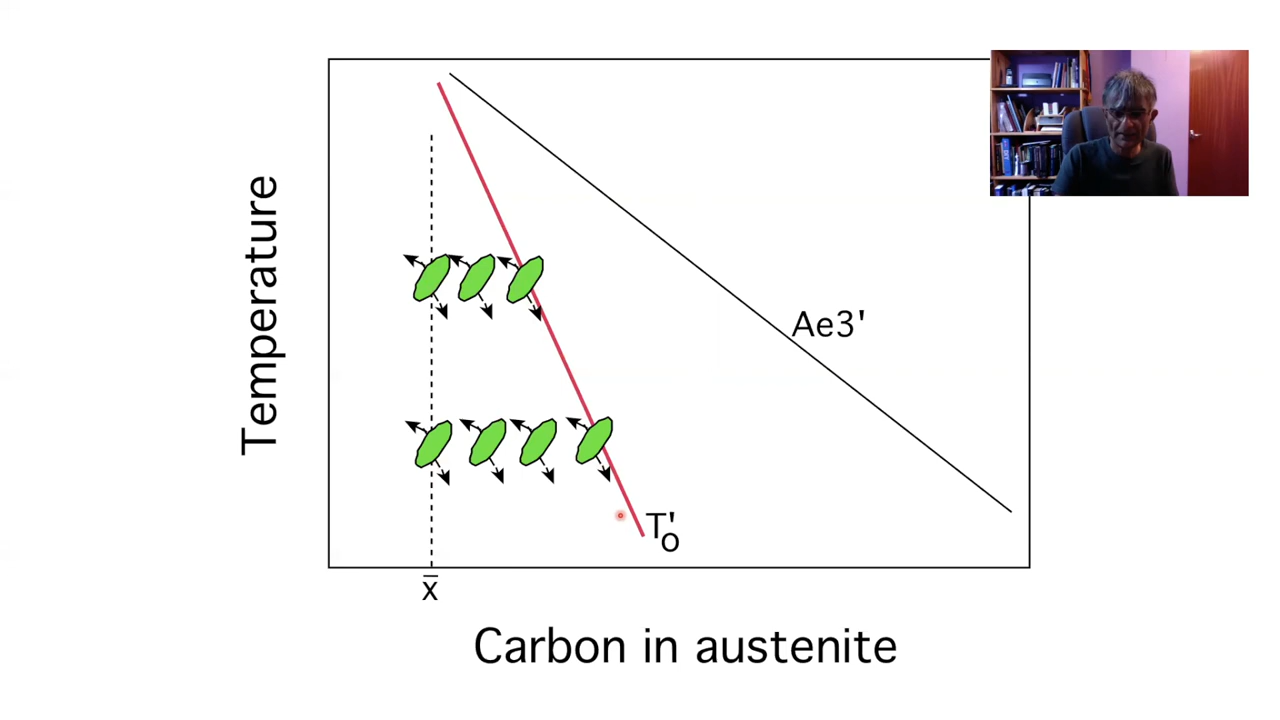 Temperature
Ae3'
T'o
x̄
Carbon in austenite